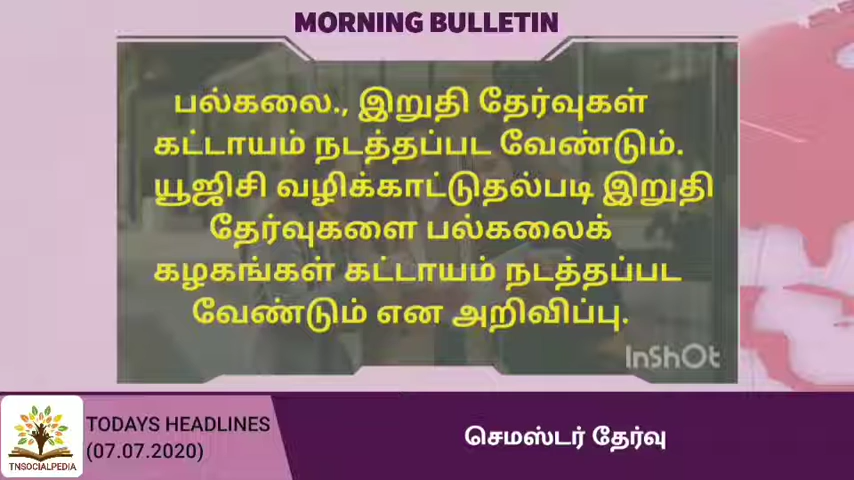 MORNING BULLETIN
பல்கலை., இறுதி தேர்வுகள்
கட்டாயம் நடத்தப்பட வேண்டும்.
யூஜிசி வழிக்காட்டுதல்படி இறுதி
தேர்வுகளை பல்கலைக்
கழகங்கள் கட்டாயம் நடத்தப்பட
வேண்டும் என அறிவிப்பு.
InShOt
TODAYS HEADLINES
(07.07.2020)
செமஸ்டர் தேர்வு
TNSOCIALPEDIA